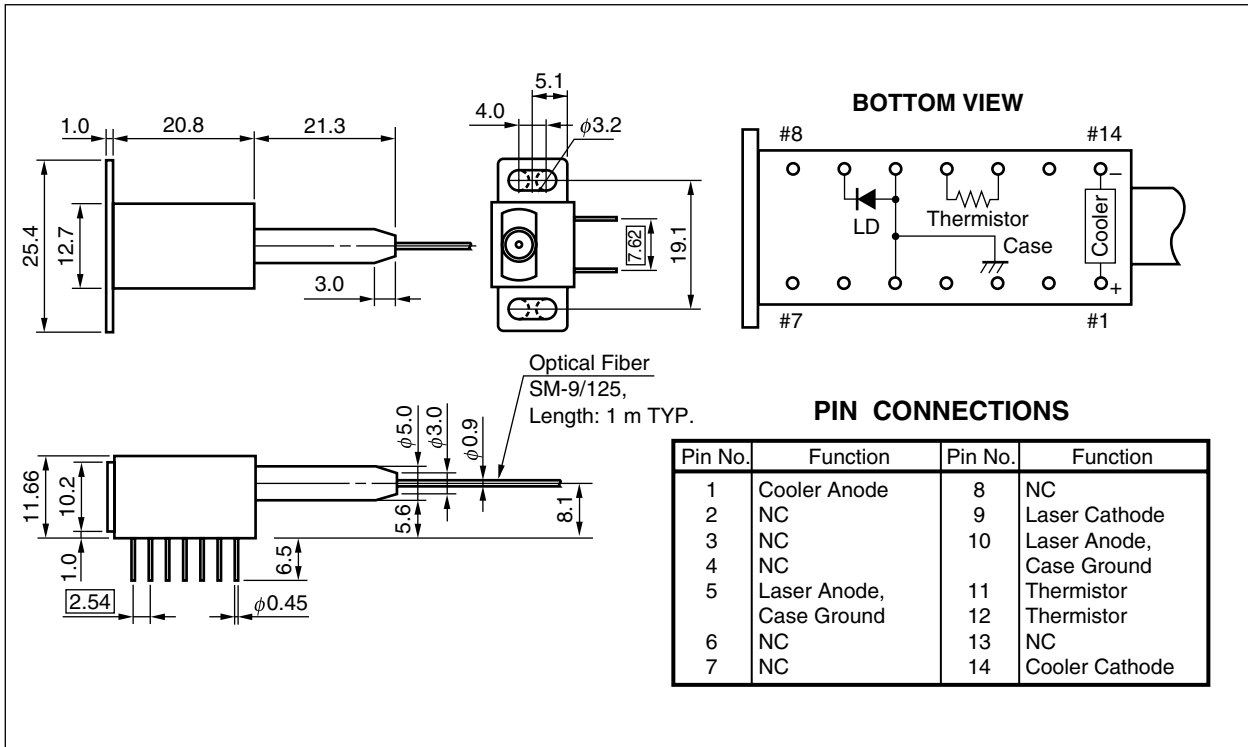 1.0
20.8
21.3
25.4
12.7
3.0
5.1
4.0
φ3.2
7.62
19.1
BOTTOM VIEW
#8
#14
LD
Thermistor
Case
Cooler
−
+
#7
#1
Optical Fiber
SM-9/125,
Length: 1 m TYP.
φ5.0
φ3.0
φ0.9
11.66
10.2
1.0
5.6
8.1
6.5
2.54
φ0.45
PIN CONNECTIONS
Pin No. Function Pin No. Function
1 Cooler Anode 8 NC
2 NC 9 Laser Cathode
3 NC 10 Laser Anode,
4 NC Case Ground
5 Laser Anode, 11 Thermistor
Case Ground 12 Thermistor
6 NC 13 NC
7 NC 14 Cooler Cathode